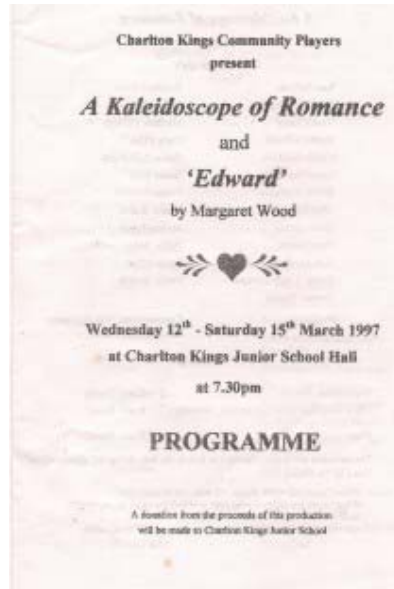 Charlton Kings Community Players
present
A Kaleidoscope of Romance
and
‘Edward’
by Margaret Wood
Wednesday 12th - Saturday 15th March 1997
at Charlton Kings Junior School Hall
at 7.30pm
PROGRAMME
A donation from the proceeds of this production
will be made to Charlton Kings Junior School